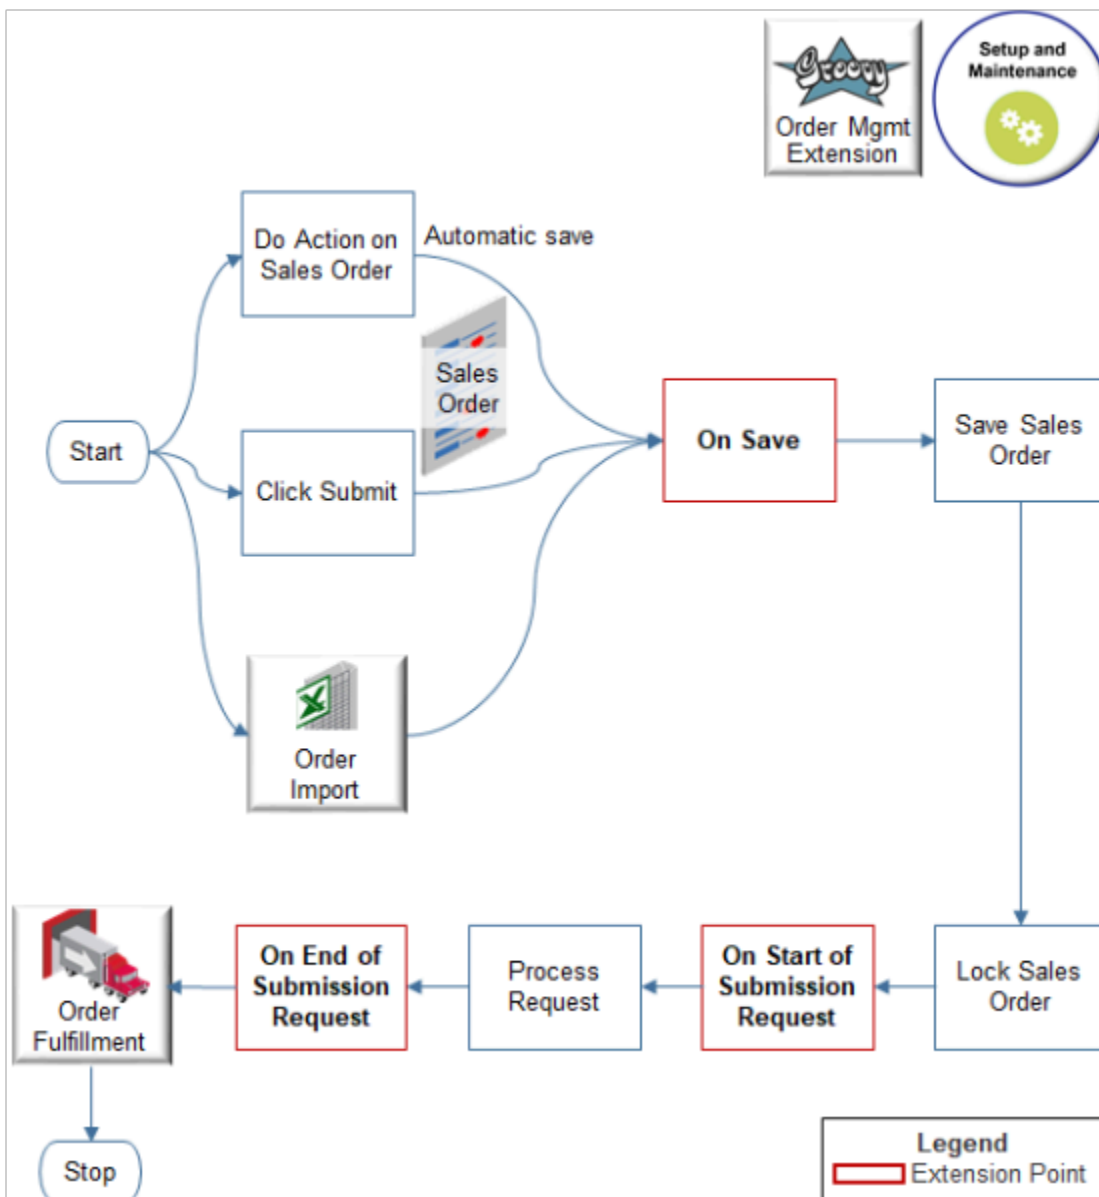 Groovy
Order Mgmt
Extension
Setup and
Maintenance
Do Action on
Sales Order
Automatic save
Sales
Order
Start
Click Submit
On Save
Save Sales
Order
Order
Import
Order
Fulfillment
On End of
Submission
Request
Process
Request
On Start of
Submission
Request
Lock Sales
Order
Stop
Legend
Extension Point